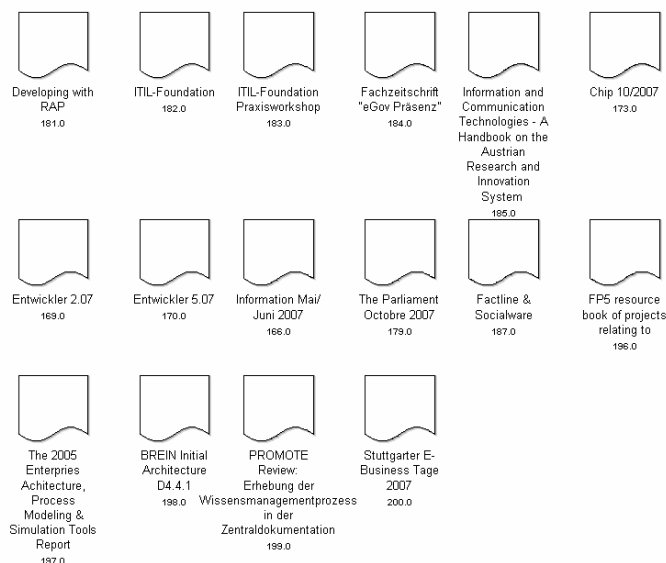 Developing with
RAP
181.0
ITIL-Foundation
182.0
ITIL-Foundation
Praxisworkshop
183.0
Fachzeitschrift
"eGov Präsenz"
184.0
Information and
Communication
Technologies - A
Handbook on the
Austrian
Research and
Innovation
System
185.0
Chip 10/2007
173.0
Entwickler 2.07
169.0
Entwickler 5.07
170.0
Information Mai/
Juni 2007
166.0
The Parliament
Octobre 2007
179.0
Factline &
Socialware
187.0
FP5 resource
book of projects
relating to
196.0
The 2005
Enterpries
Achitecture,
Process
Modeling &
Simulation Tools
Report
197.0
BREIN Initial
Architecture
D4.4.1
198.0
PROMOTE
Review:
Erhebung der
Wissensmanagementprozess
in der
Zentraldokumentation
199.0
Stuttgarter E-
Business Tage
2007
200.0